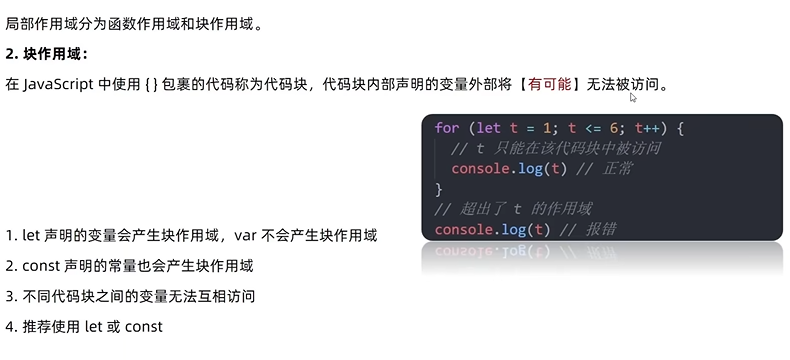 局部作用域分为函数作用域和块作用域。
2. 块作用域：
在 JavaScript 中使用 { } 包裹的代码称为代码块，代码块内部声明的变量外部将【有可能】无法被访问。
for (let t = 1; t <= 6; t++) {
// t 只能在该代码块中被访问
console.log(t) // 正常
}
// 超出了 t 的作用域
console.log(t) // 报错
1. let 声明的变量会产生块作用域，var 不会产生块作用域
2. const 声明的常量也会产生块作用域
3. 不同代码块之间的变量无法互相访问
4. 推荐使用 let 或 const